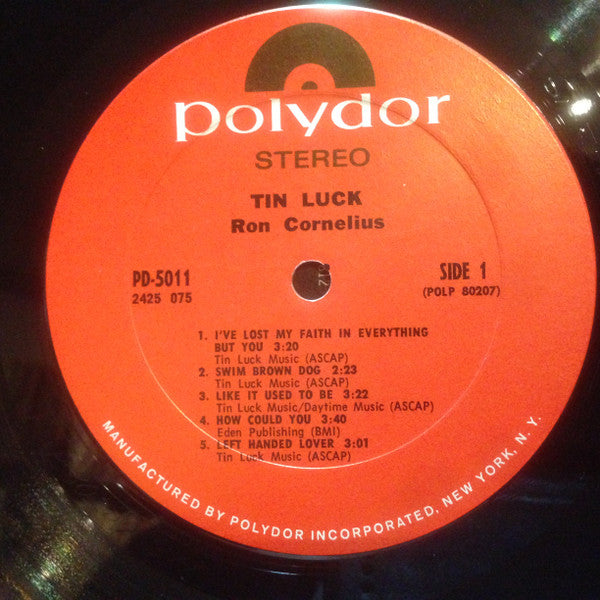 polydor
STEREO
TIN LUCK
Ron Cornelius
PD-5011
2425 075
SIDE 1
(POLP 80207)
1. I'VE LOST MY FAITH IN EVERYTHING
BUT YOU 3:20
Tin Luck Music (ASCAP)
2. SWIM BROWN DOG 2:23
Tin Luck Music (ASCAP)
3. LIKE IT USED TO BE 3:22
Tin Luck Music/Daytime Music (ASCAP)
4. HOW COULD YOU 3:40
Eden Publishing (BMI)
5. LEFT HANDED LOVER 3:01
Tin Luck Music (ASCAP)
MANUFACTURED BY POLYDOR INCORPORATED, NEW YORK, N. Y.